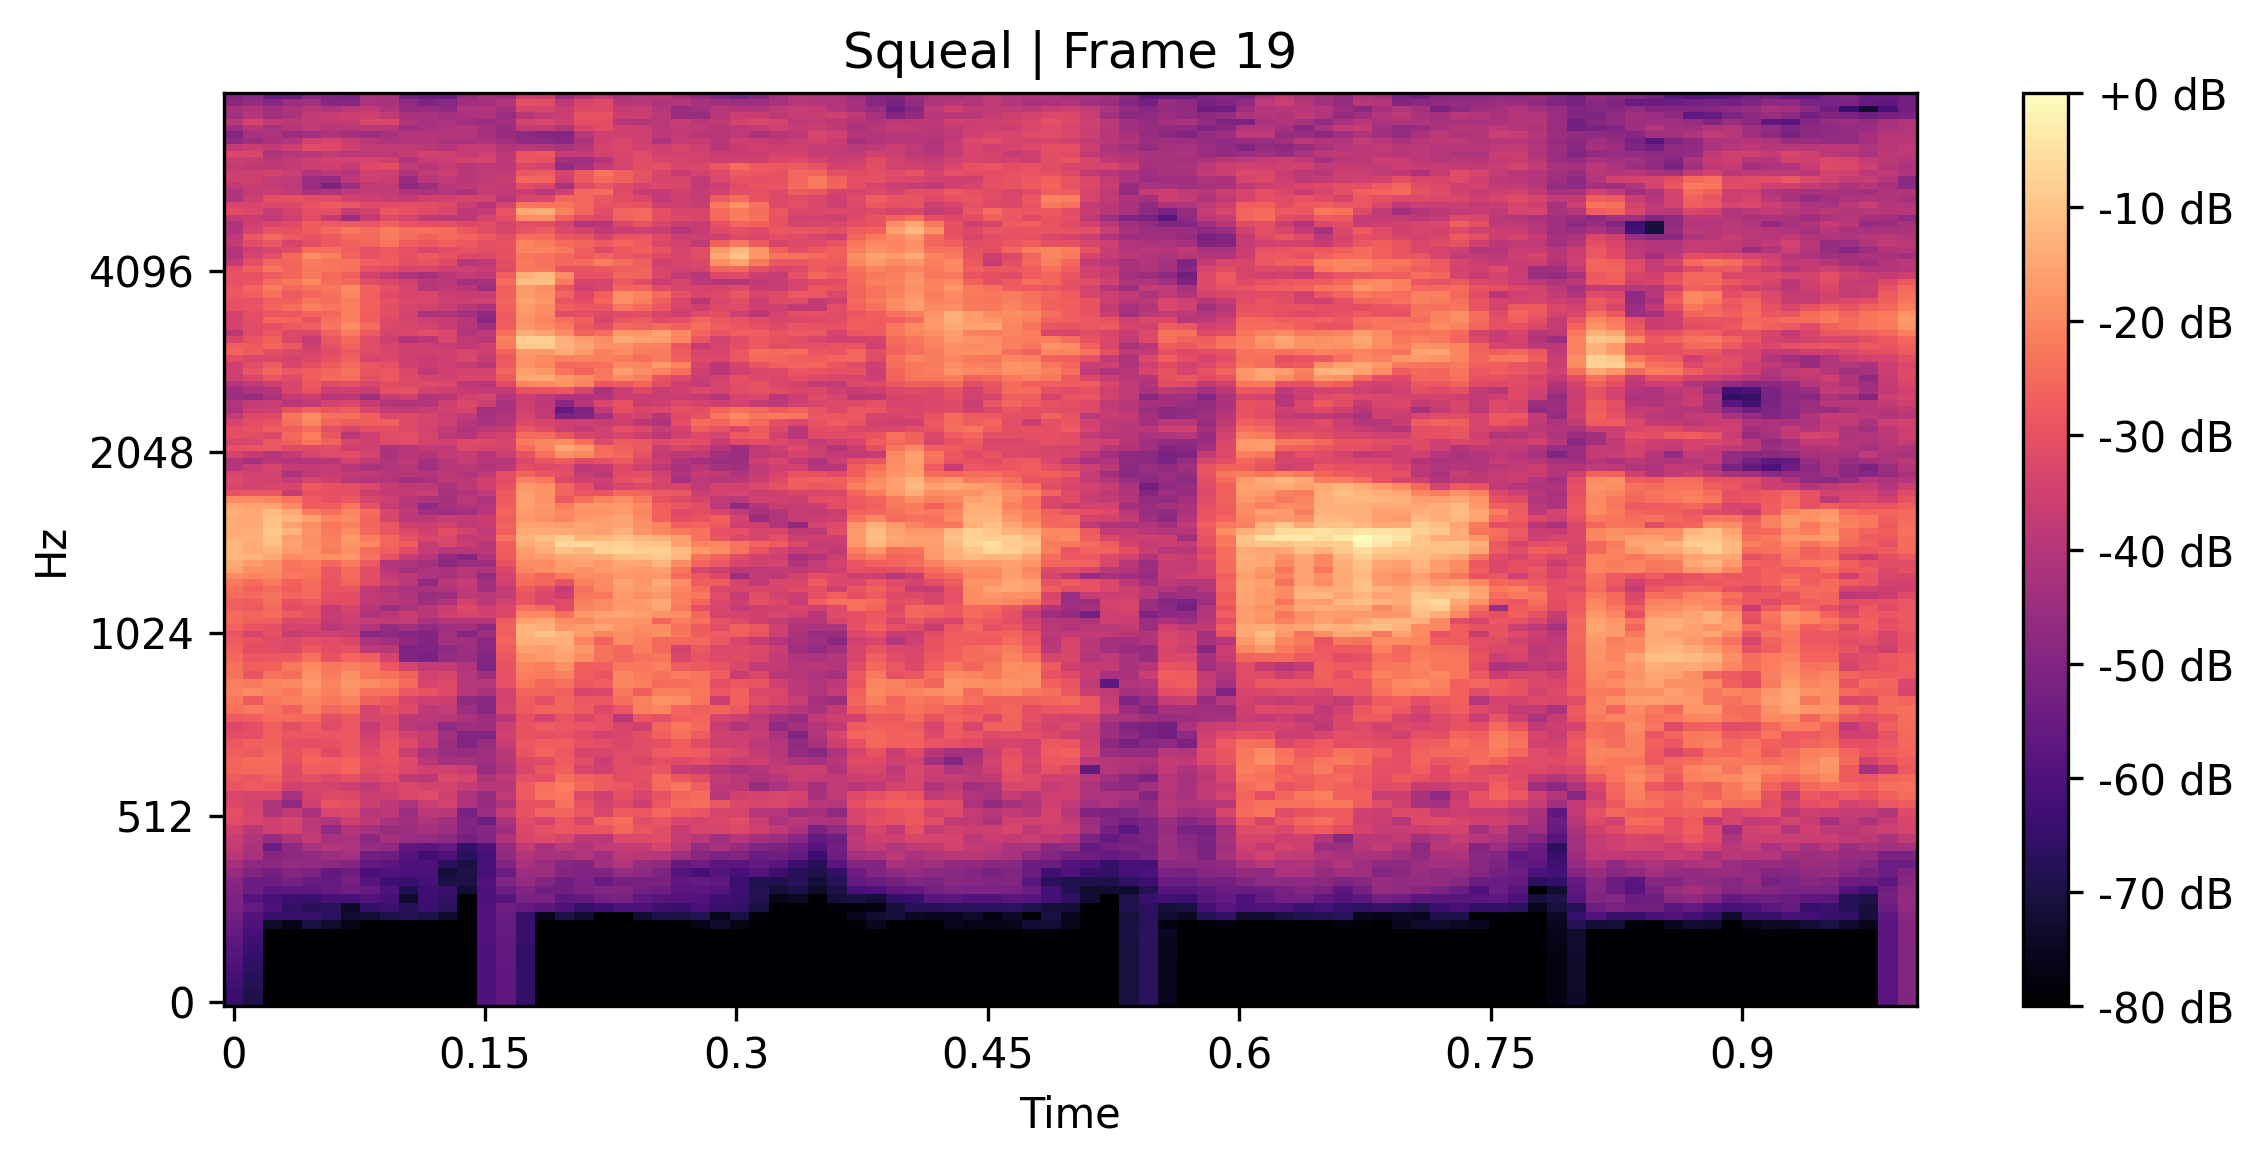 Squeal | Frame 19
+0 dB
-10 dB
-20 dB
-30 dB
-40 dB
-50 dB
-60 dB
-70 dB
-80 dB
Hz
4096
2048
1024
512
0
0 0.15 0.3 0.45 0.6 0.75 0.9
Time